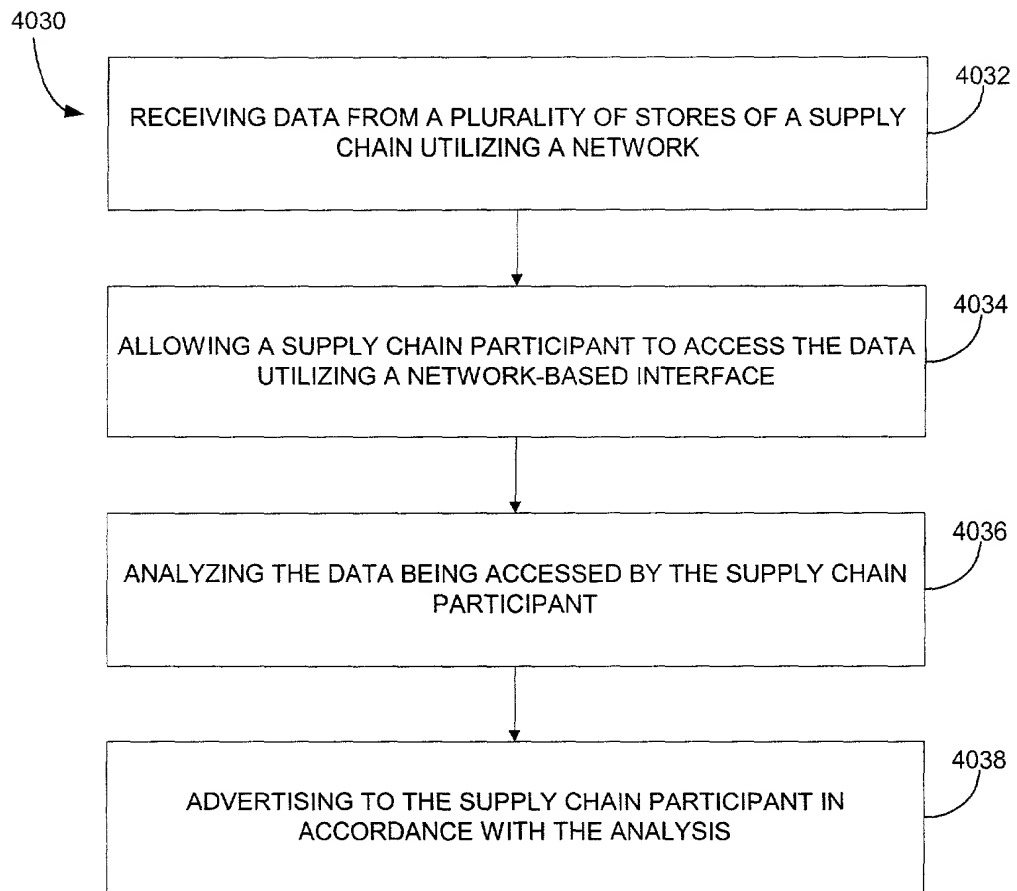 4030
4032
RECEIVING DATA FROM A PLURALITY OF STORES OF A SUPPLY
CHAIN UTILIZING A NETWORK
4034
ALLOWING A SUPPLY CHAIN PARTICIPANT TO ACCESS THE DATA
UTILIZING A NETWORK-BASED INTERFACE
4036
ANALYZING THE DATA BEING ACCESSED BY THE SUPPLY CHAIN
PARTICIPANT
4038
ADVERTISING TO THE SUPPLY CHAIN PARTICIPANT IN
ACCORDANCE WITH THE ANALYSIS